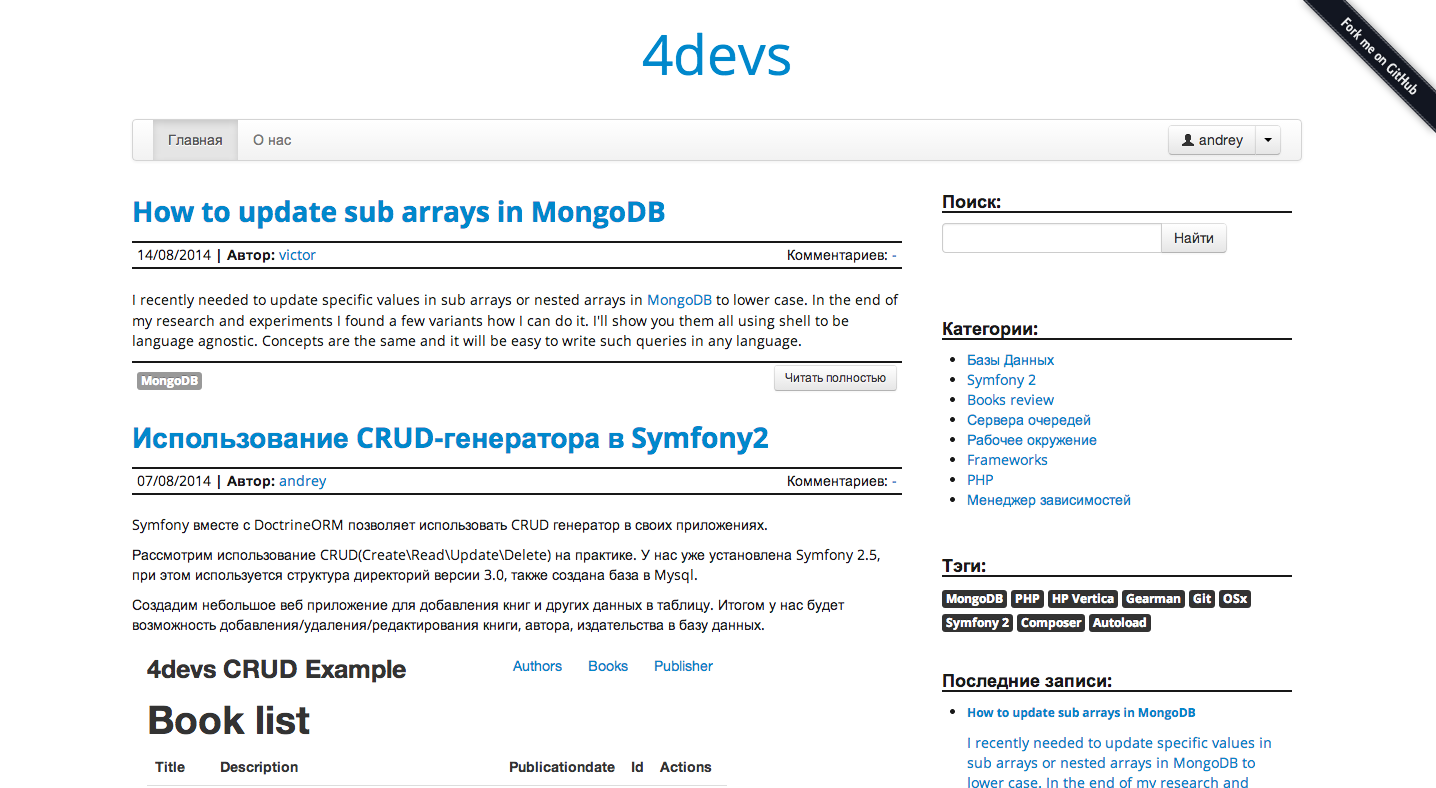 4devs
Fork me on GitHub
Главная О нас andrey
How to update sub arrays in MongoDB
14/08/2014 | Автор: victor Комментариев: -
I recently needed to update specific values in sub arrays or nested arrays in MongoDB to lower case. In the end of
my research and experiments I found a few variants how I can do it. I'll show you them all using shell to be
language agnostic. Concepts are the same and it will be easy to write such queries in any language.
MongoDB Читать полностью
Использование CRUD-генератора в Symfony2
07/08/2014 | Автор: andrey Комментариев: -
Symfony вместе с DoctrineORM позволяет использовать CRUD генератор в своих приложениях.
Рассмотрим использование CRUD(Create\Read\Update\Delete) на практике. У нас уже установлена Symfony 2.5,
при этом используется структура директорий версии 3.0, также создана база в Mysql.
Создадим небольшое веб приложение для добавления книг и других данных в таблицу. Итогом у нас будет
возможность добавления/удаления/редактирования книги, автора, издательства в базу данных.
4devs CRUD Example Authors Books Publisher
Book list
Title Description Publicationdate Id Actions
Поиск:
Найти
Категории:
Базы Данных
Symfony 2
Books review
Сервера очередей
Рабочее окружение
Frameworks
PHP
Менеджер зависимостей
Тэги:
MongoDB PHP HP Vertica Gearman Git OSx
Symfony 2 Composer Autoload
Последние записи:
How to update sub arrays in MongoDB
I recently needed to update specific values in
sub arrays or nested arrays in MongoDB to
lower case. In the end of my research and